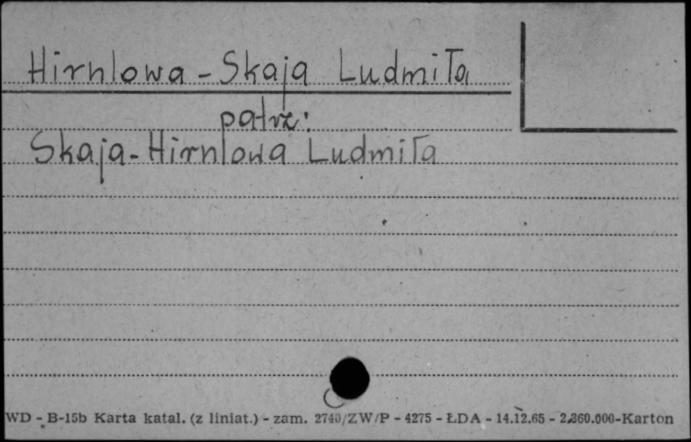 Hirnlowa - Skaja Ludmiła
patrz:
Skaja - Hirnlowa Ludmiła
WD - B-15b Karta katal. (z liniat.) - zam. 2740/ZW/P - 4275 - ŁDA - 14.12.65 - 2.360.000-Karton